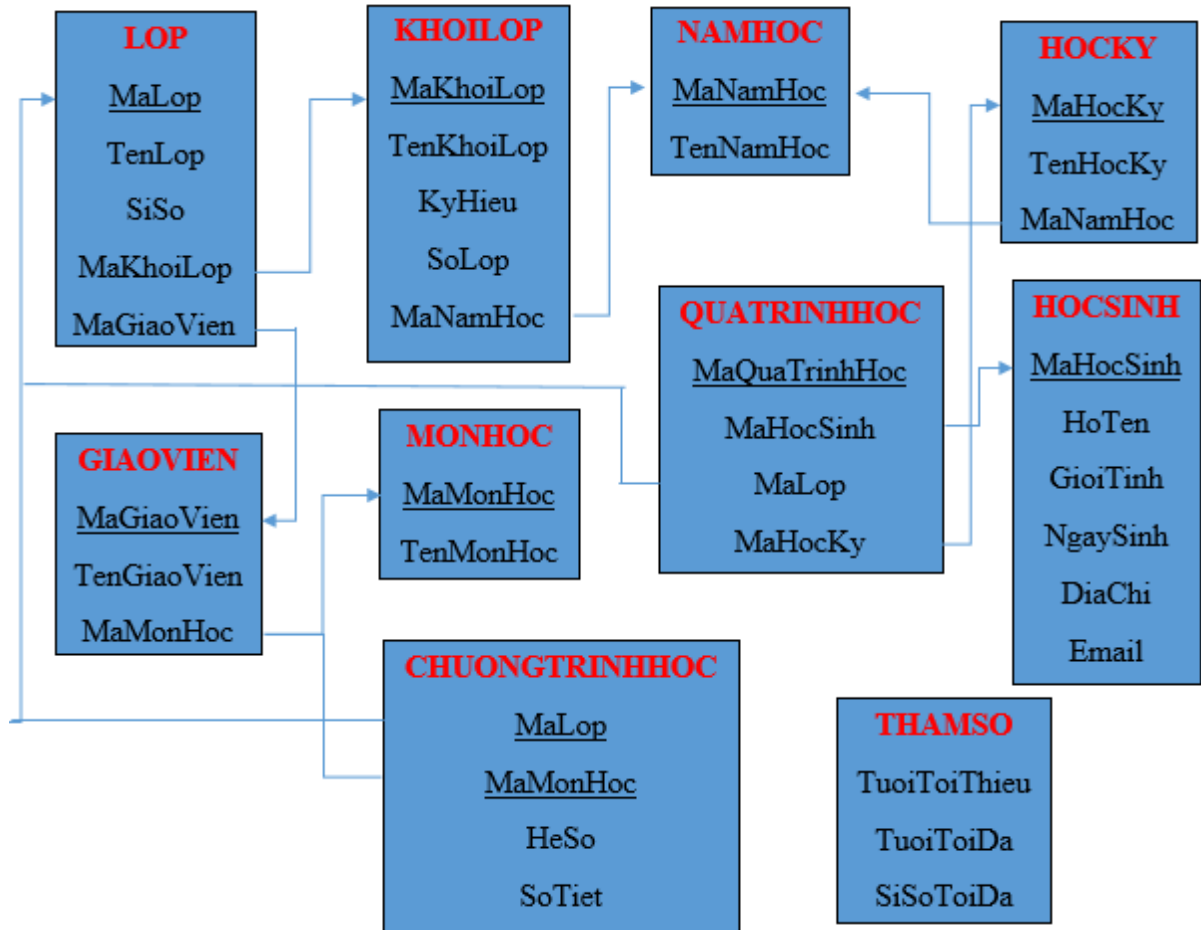 LOP
MaLop
TenLop
SiSo
MaKhoiLop
MaGiaoVien
KHOILOP
MaKhoiLop
TenKhoiLop
KyHieu
SoLop
MaNamHoc
NAMHOC
MaNamHoc
TenNamHoc
HOCKY
MaHocKy
TenHocKy
MaNamHoc
GIAOVIEN
MaGiaoVien
TenGiaoVien
MaMonHoc
MONHOC
MaMonHoc
TenMonHoc
QUATRINHHOC
MaQuaTrinhHoc
MaHocSinh
MaLop
MaHocKy
HOCSINH
MaHocSinh
HoTen
GioiTinh
NgaySinh
DiaChi
Email
CHUONGTRINHHOC
MaLop
MaMonHoc
HeSo
SoTiet
THAMSO
TuoiToiThieu
TuoiToiDa
SiSoToiDa